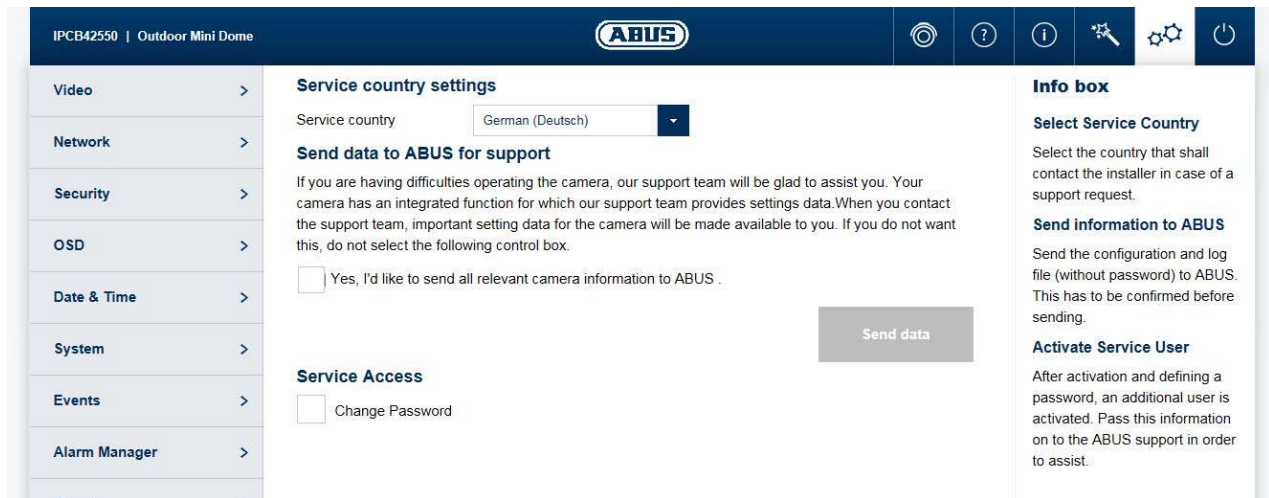 IPCB42550 | Outdoor Mini Dome
ABUS
?
i
Video >
Network >
Security >
OSD >
Date & Time >
System >
Events >
Alarm Manager >
Service country settings
Service country German (Deutsch)
Send data to ABUS for support
If you are having difficulties operating the camera, our support team will be glad to assist you. Your
camera has an integrated function for which our support team provides settings data.When you contact
the support team, important setting data for the camera will be made available to you. If you do not want
this, do not select the following control box.
Yes, I'd like to send all relevant camera information to ABUS .
Send data
Service Access
Change Password
Info box
Select Service Country
Select the country that shall
contact the installer in case of a
support request.
Send information to ABUS
Send the configuration and log
file (without password) to ABUS.
This has to be confirmed before
sending.
Activate Service User
After activation and defining a
password, an additional user is
activated. Pass this information
on to the ABUS support in order
to assist.